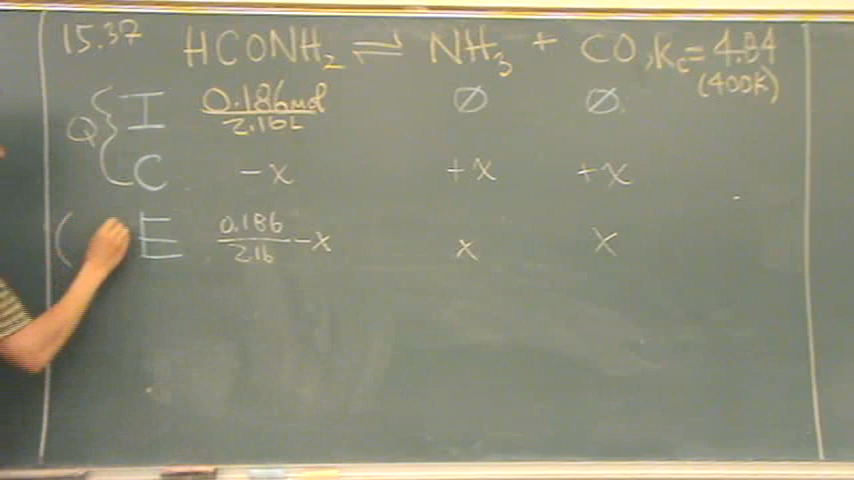 15.37 HCONH₂ ⇌ NH₃ + CO, Kc = 4.84
(400K)
Q { I 0.186mol/2.16L ∅ ∅
C -x +x +x
( E 0.186/2.16 -x x x